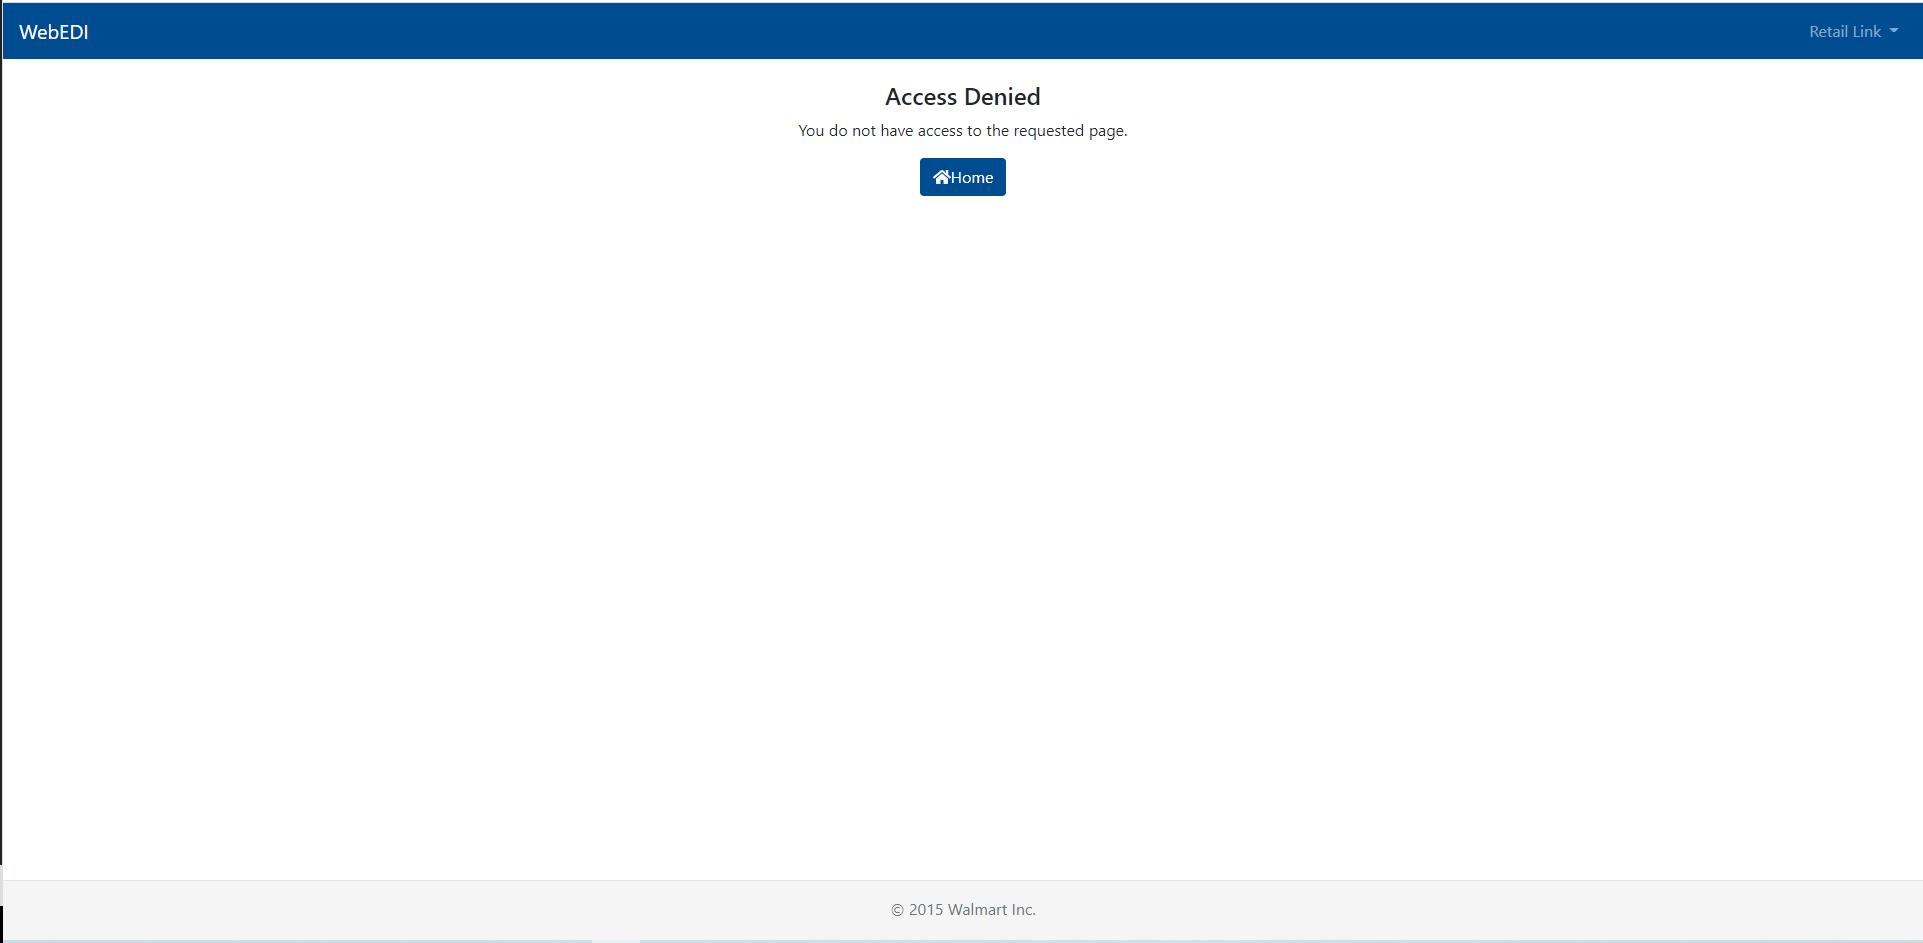 WebEDI
Retail Link
Access Denied
You do not have access to the requested page.
Home
© 2015 Walmart Inc.